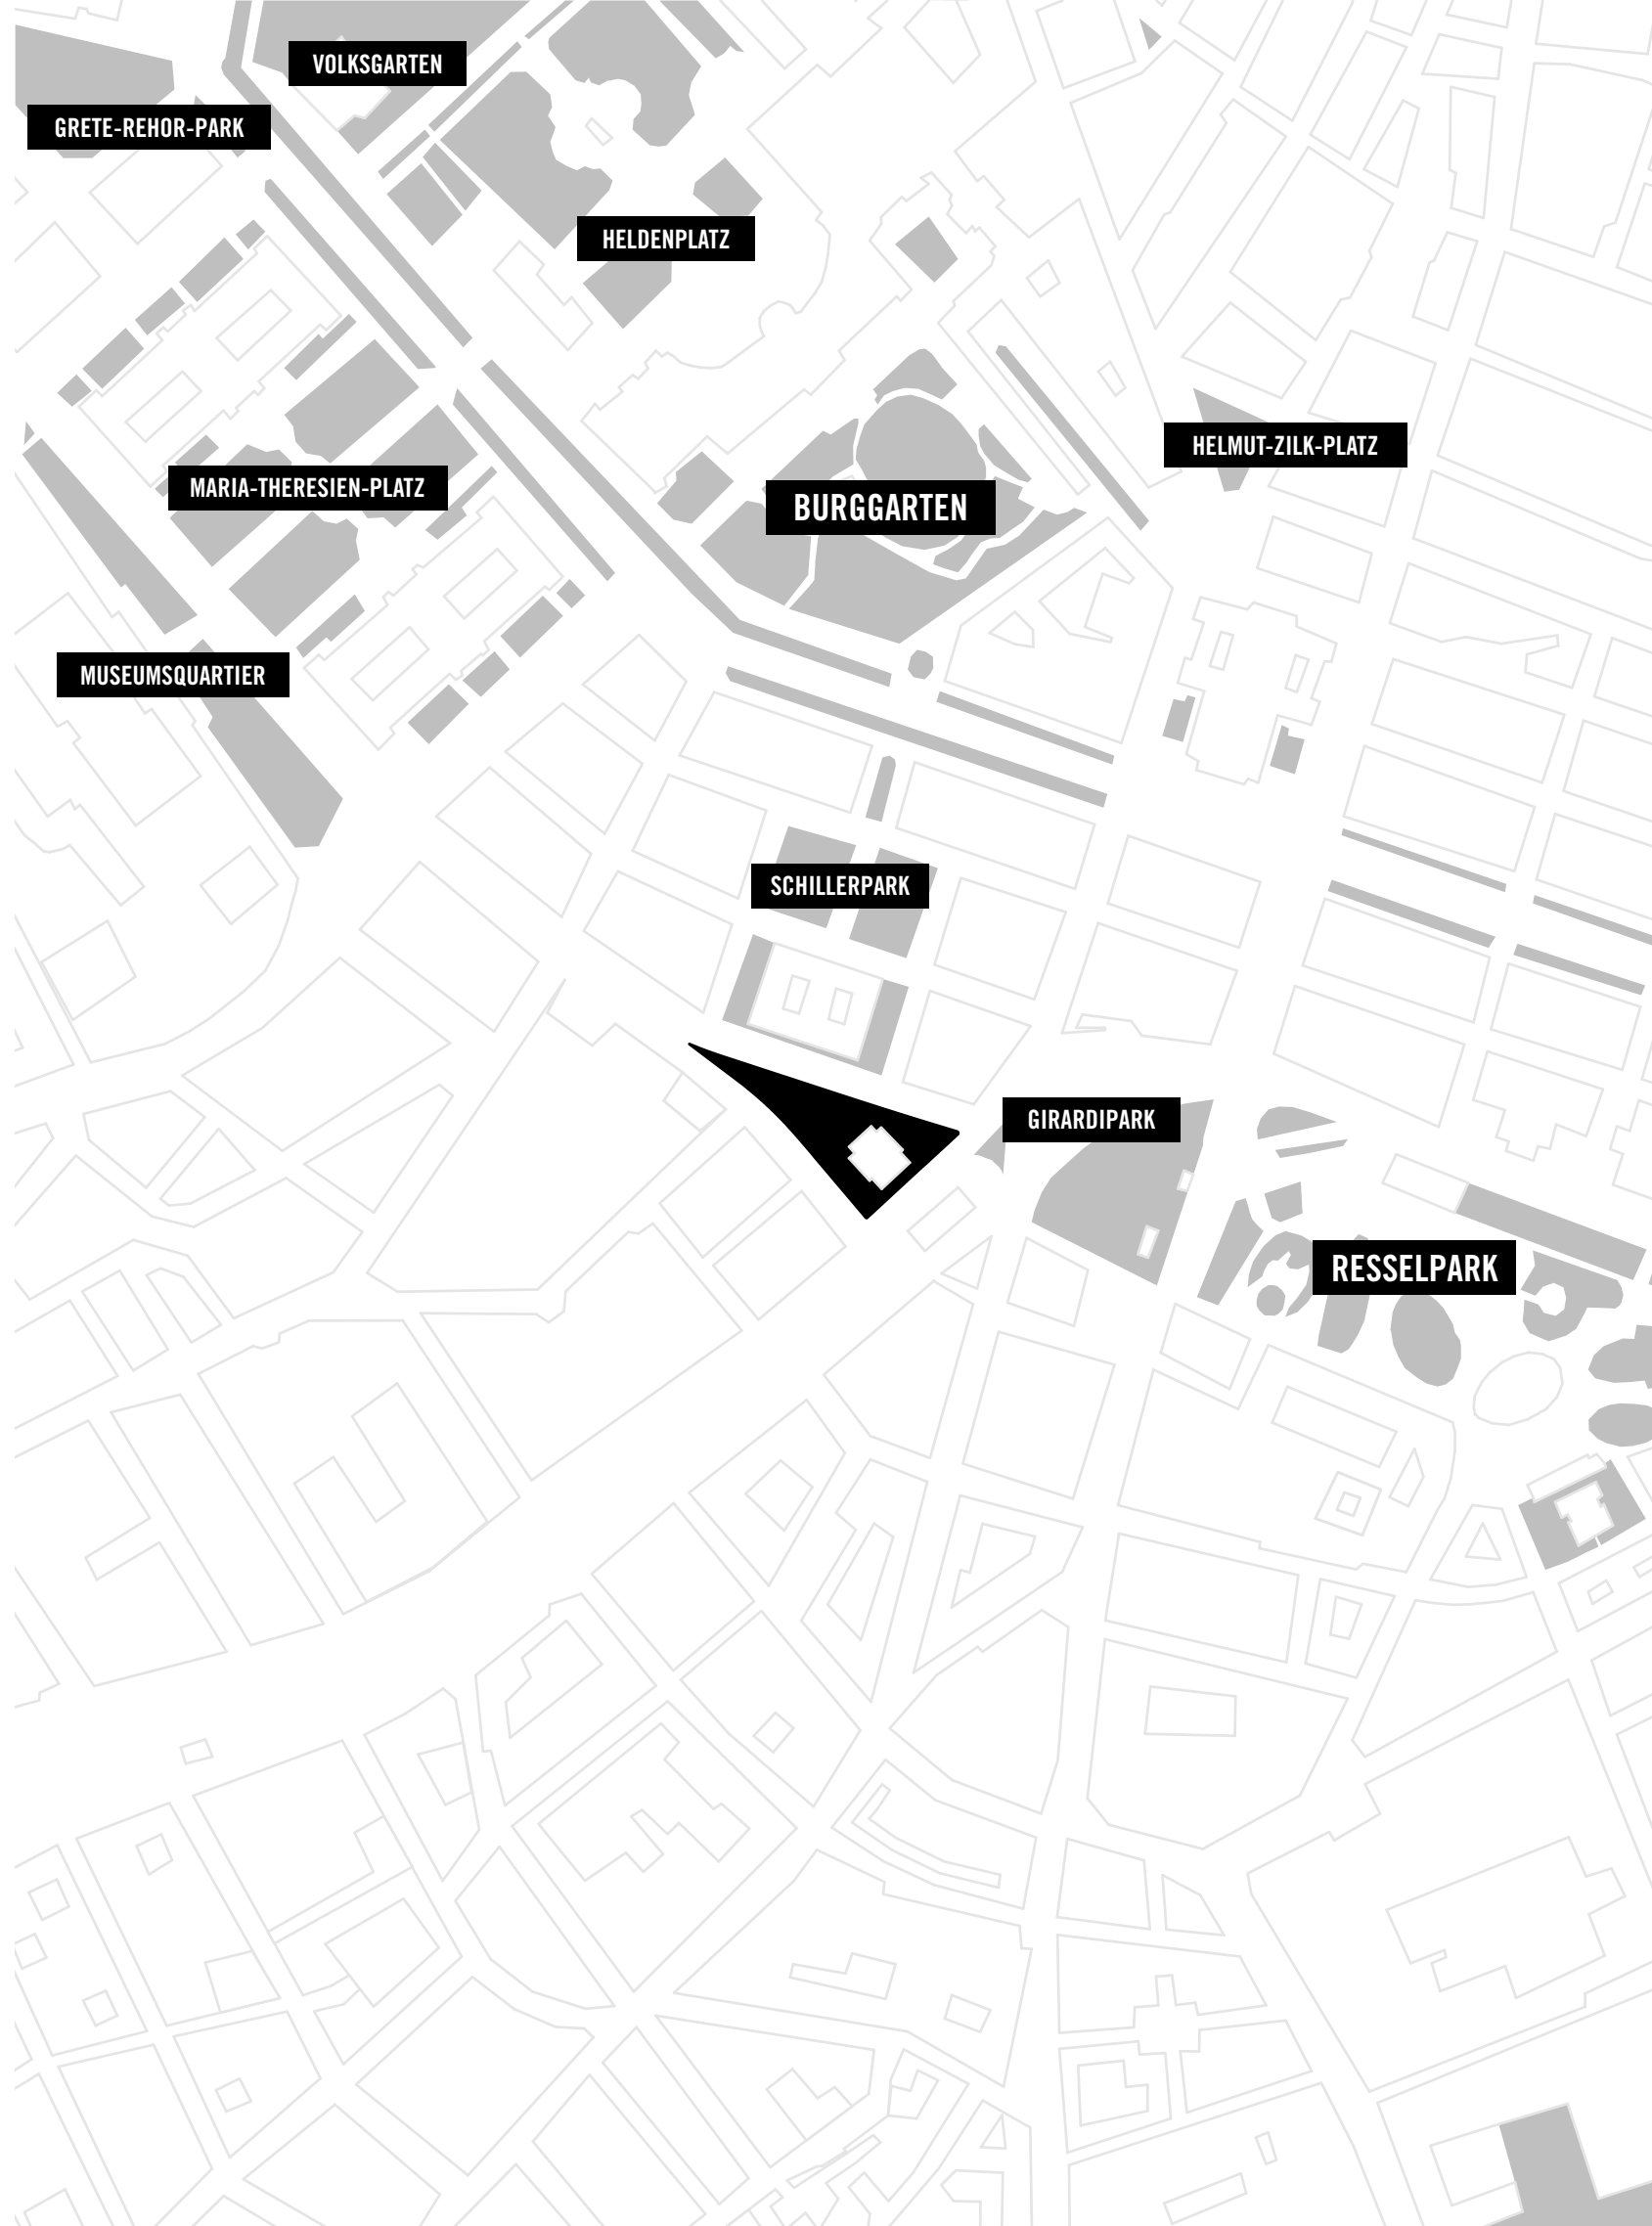 VOLKSGARTEN
GRETE-REHOR-PARK
HELDENPLATZ
HELMUT-ZILK-PLATZ
MARIA-THERESIEN-PLATZ
BURGGARTEN
MUSEUMSQUARTIER
SCHILLERPARK
GIRARDIPARK
RESSELPARK